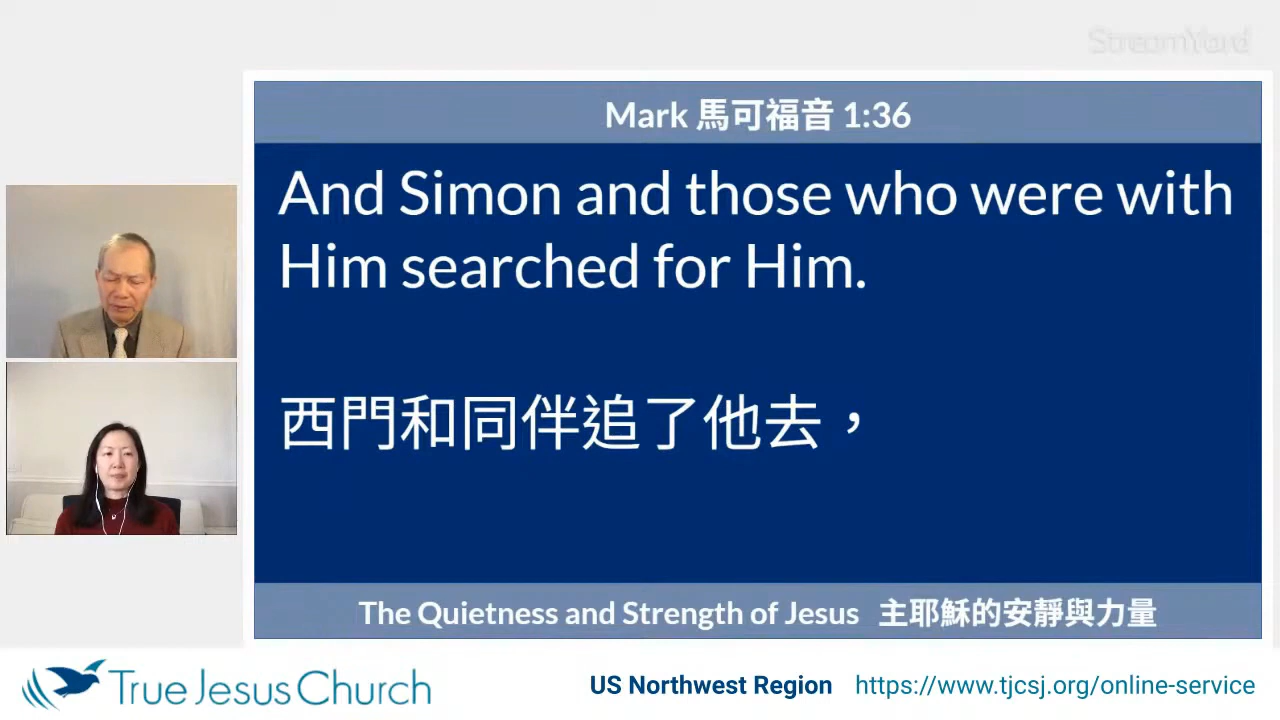 StreamYard
Mark 馬可福音 1:36
And Simon and those who were with
Him searched for Him.
西門和同伴追了他去，
The Quietness and Strength of Jesus 主耶穌的安靜與力量
True Jesus Church
US Northwest Region https://www.tjcsj.org/online-service